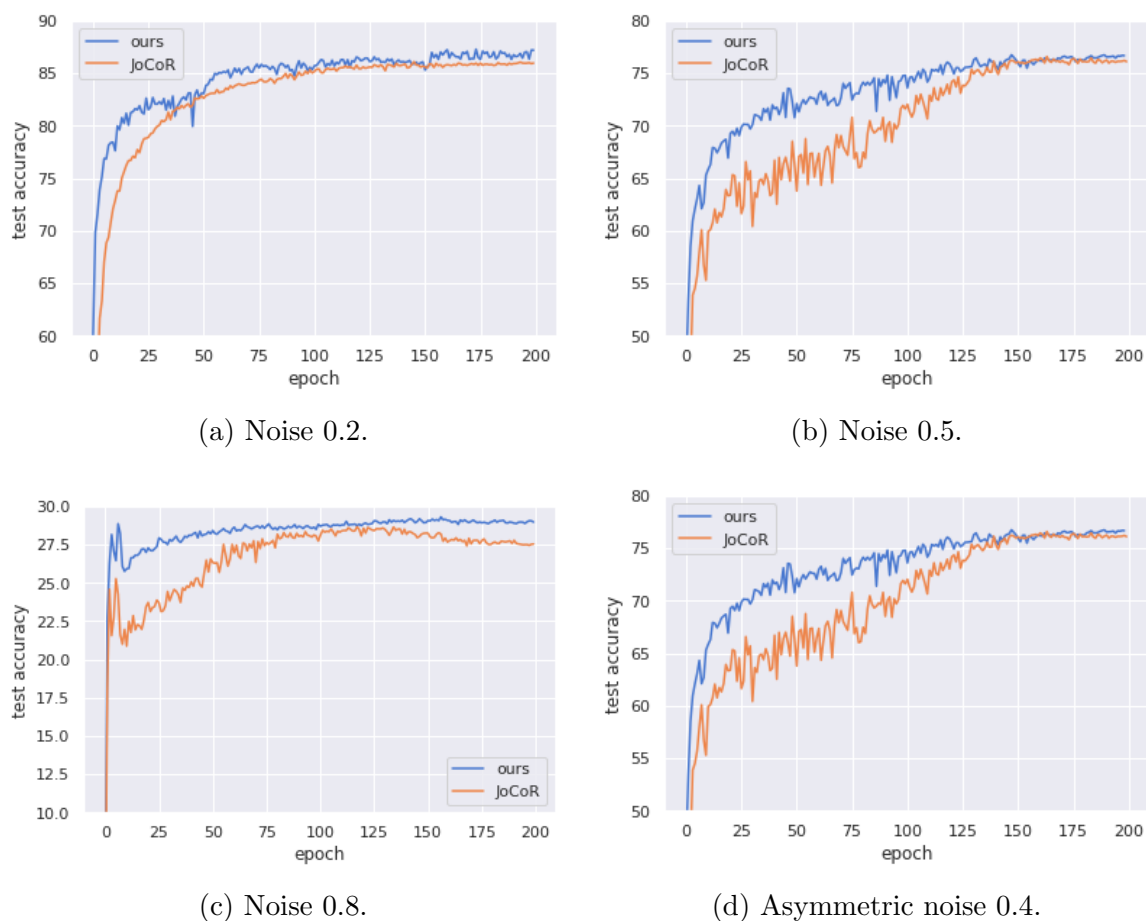 90
85
80
75
70
65
60
test accuracy
ours
JoCoR
0 25 50 75 100 125 150 175 200
epoch
(a) Noise 0.2.
80
75
70
65
60
55
50
test accuracy
ours
JoCoR
0 25 50 75 100 125 150 175 200
epoch
(b) Noise 0.5.
30.0
27.5
25.0
22.5
20.0
17.5
15.0
12.5
10.0
test accuracy
ours
JoCoR
0 25 50 75 100 125 150 175 200
epoch
(c) Noise 0.8.
80
75
70
65
60
55
50
test accuracy
ours
JoCoR
0 25 50 75 100 125 150 175 200
epoch
(d) Asymmetric noise 0.4.